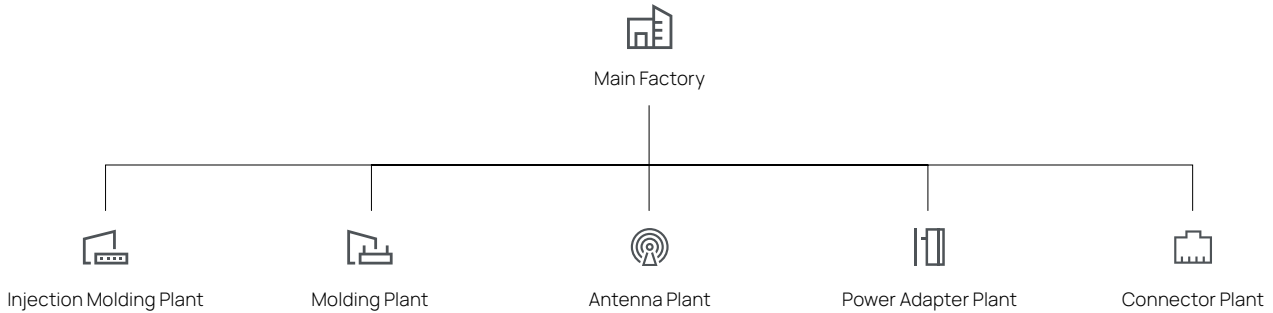 Main Factory
Injection Molding Plant
Molding Plant
Antenna Plant
Power Adapter Plant
Connector Plant